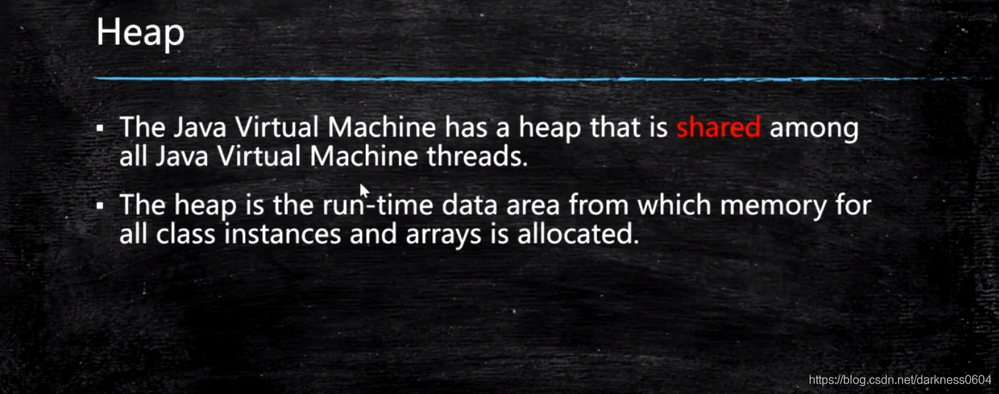 Heap
▪ The Java Virtual Machine has a heap that is shared among
all Java Virtual Machine threads.
▪ The heap is the run-time data area from which memory for
all class instances and arrays is allocated.
https://blog.csdn.net/darkness0604